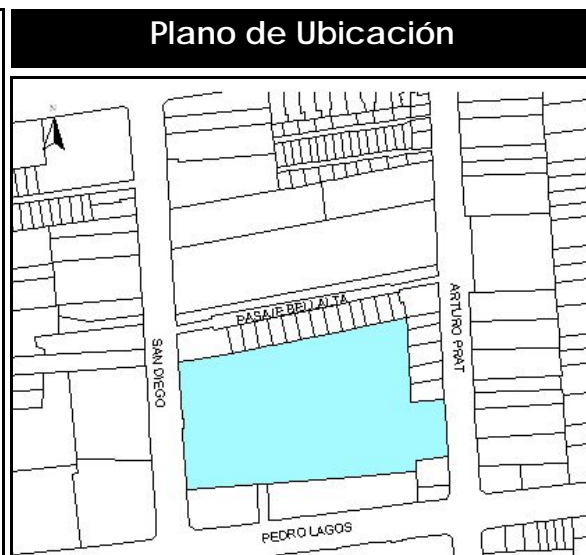 Plano de Ubicación
N
PASAJE BELLALTA
SAN DIEGO
ARTURO PRAT
PEDRO LAGOS